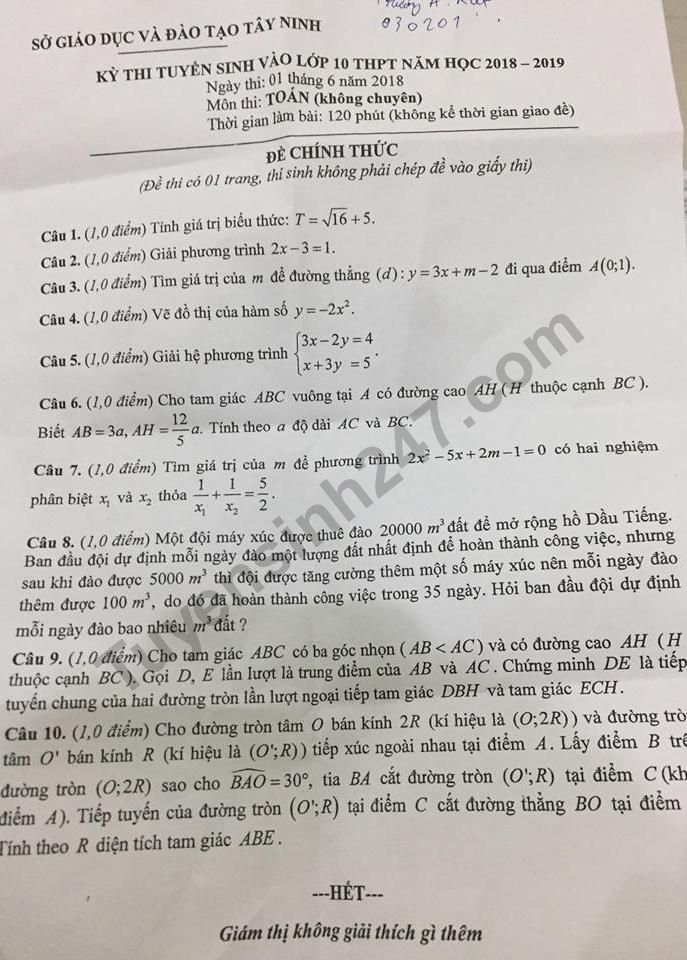 030201
SỞ GIÁO DỤC VÀ ĐÀO TẠO TÂY NINH
KỲ THI TUYỂN SINH VÀO LỚP 10 THPT NĂM HỌC 2018 – 2019
Ngày thi: 01 tháng 6 năm 2018
Môn thi: TOÁN (không chuyên)
Thời gian làm bài: 120 phút (không kể thời gian giao đề)
ĐỀ CHÍNH THỨC
(Đề thi có 01 trang, thí sinh không phải chép đề vào giấy thi)
Câu 1. (1,0 điểm) Tính giá trị biểu thức: T = √16 + 5.
Câu 2. (1,0 điểm) Giải phương trình 2x – 3 = 1.
Câu 3. (1,0 điểm) Tìm giá trị của m để đường thẳng (d): y = 3x + m – 2 đi qua điểm A(0;1).
Câu 4. (1,0 điểm) Vẽ đồ thị của hàm số y = –2x².
Câu 5. (1,0 điểm) Giải hệ phương trình { 3x – 2y = 4
x + 3y = 5 .
Câu 6. (1,0 điểm) Cho tam giác ABC vuông tại A có đường cao AH (H thuộc cạnh BC).
Biết AB = 3a, AH = 12/5 a. Tính theo a độ dài AC và BC.
Câu 7. (1,0 điểm) Tìm giá trị của m để phương trình 2x² – 5x + 2m – 1 = 0 có hai nghiệm
phân biệt x₁ và x₂ thỏa 1/x₁ + 1/x₂ = 5/2 .
Câu 8. (1,0 điểm) Một đội máy xúc được thuê đào 20000 m³ đất để mở rộng hồ Dầu Tiếng.
Ban đầu đội dự định mỗi ngày đào một lượng đất nhất định để hoàn thành công việc, nhưng
sau khi đào được 5000 m³ thì đội được tăng cường thêm một số máy xúc nên mỗi ngày đào
thêm được 100 m³, do đó đã hoàn thành công việc trong 35 ngày. Hỏi ban đầu đội dự định
mỗi ngày đào bao nhiêu m³ đất ?
Câu 9. (1,0 điểm) Cho tam giác ABC có ba góc nhọn (AB < AC) và có đường cao AH (H
thuộc cạnh BC). Gọi D, E lần lượt là trung điểm của AB và AC. Chứng minh DE là tiếp
tuyến chung của hai đường tròn lần lượt ngoại tiếp tam giác DBH và tam giác ECH.
Câu 10. (1,0 điểm) Cho đường tròn tâm O bán kính 2R (kí hiệu là (O;2R)) và đường trò
tâm O' bán kính R (kí hiệu là (O';R)) tiếp xúc ngoài nhau tại điểm A. Lấy điểm B trê
đường tròn (O;2R) sao cho BAO = 30°, tia BA cắt đường tròn (O';R) tại điểm C (kh
điểm A). Tiếp tuyến của đường tròn (O';R) tại điểm C cắt đường thẳng BO tại điểm
Tính theo R diện tích tam giác ABE.
---HẾT---
Giám thị không giải thích gì thêm
Tuyensinh247.com